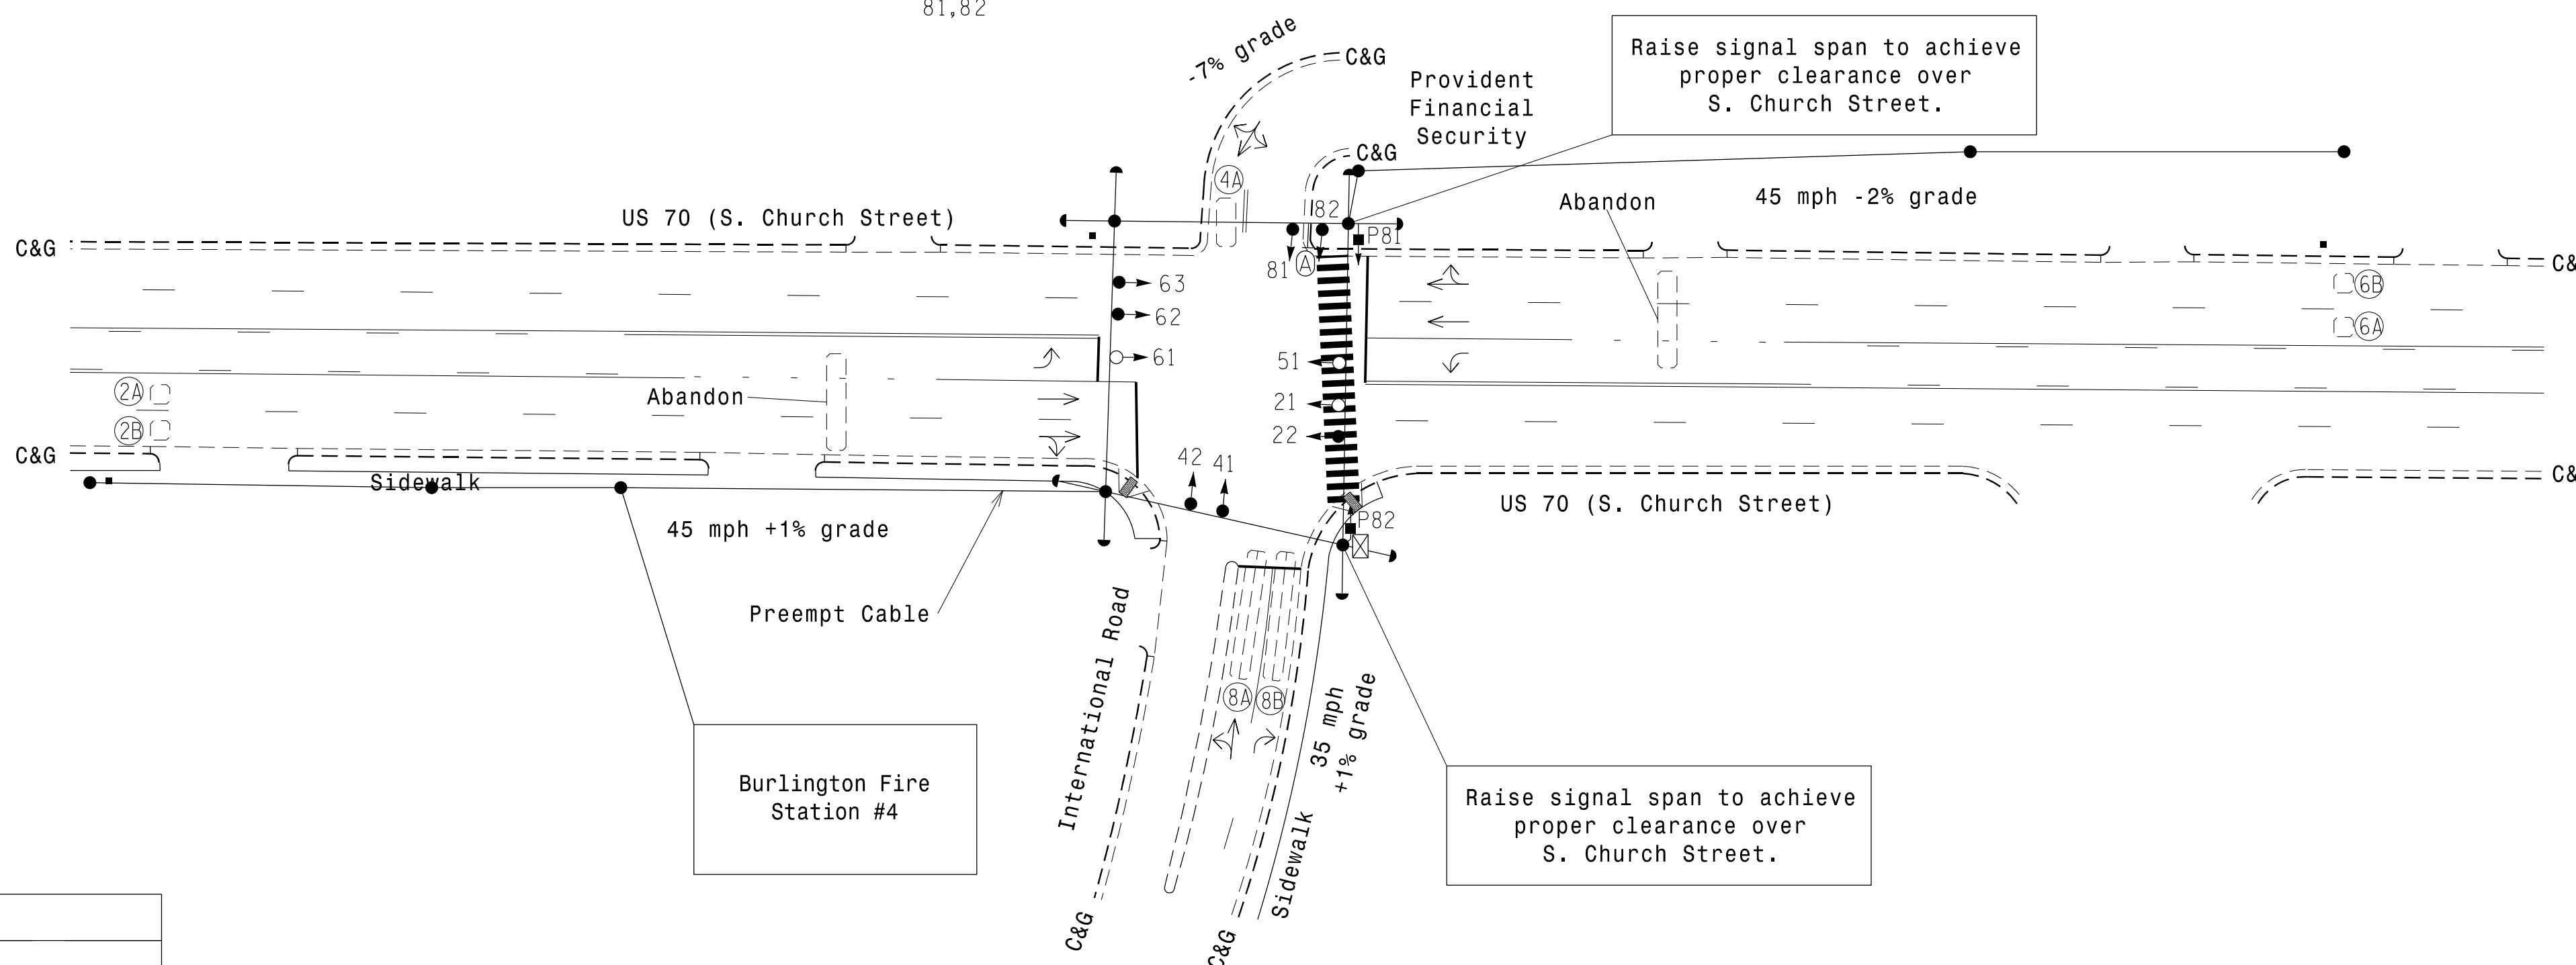 81,82
-7% grade
C&G
Provident
Financial
Security
Raise signal span to achieve
proper clearance over
S. Church Street.
C&G
4A
82
P81
45 mph -2% grade
Abandon
US 70 (S. Church Street)
C&G
81
A
63
62
61
51
21
22
6B
6A
2A
2B
Abandon
C&G
Sidewalk
42
41
P82
US 70 (S. Church Street)
45 mph +1% grade
Preempt Cable
International Road
8A
8B
35 mph
+1% grade
Burlington Fire
Station #4
Raise signal span to achieve
proper clearance over
S. Church Street.
Sidewalk
C&G
C&G